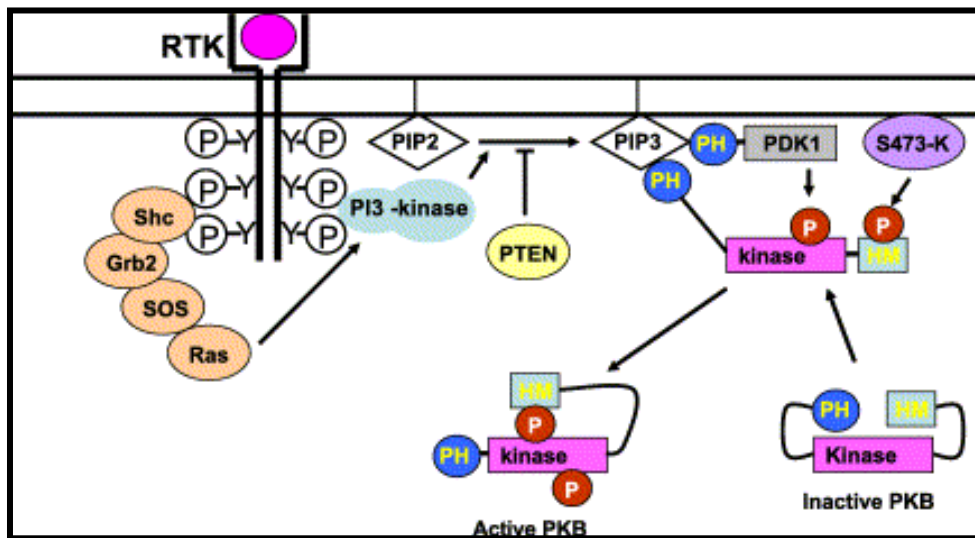 RTK
P Y Y P
PIP2
PIP3
PH
PDK1
S473-K
P Y Y P
PH
Shc
PI3 -kinase
P Y Y P
P
P
Grb2
PTEN
kinase
HM
SOS
Ras
HM
P
PH
HM
PH
kinase
Kinase
P
Inactive PKB
Active PKB